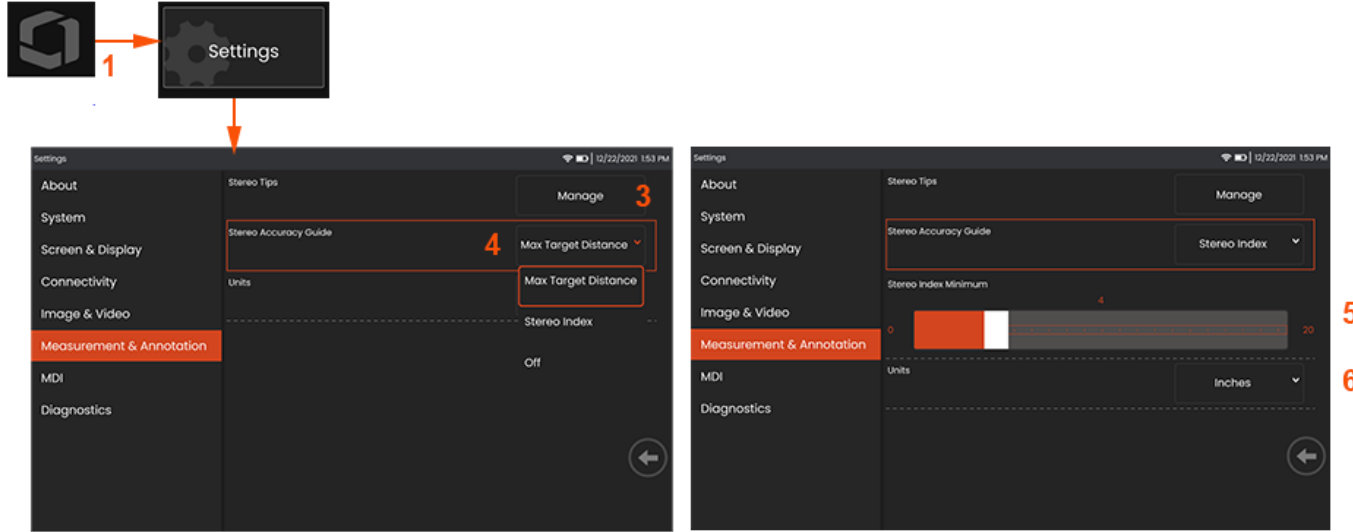 1
Settings
Settings
12/22/2021 1:53 PM
About
System
Screen & Display
Connectivity
Image & Video
Measurement & Annotation
MDI
Diagnostics
Stereo Tips
Manage
3
Stereo Accuracy Guide
4
Max Target Distance
Max Target Distance
Stereo Index
Off
Units
Settings
12/22/2021 1:53 PM
About
System
Screen & Display
Connectivity
Image & Video
Measurement & Annotation
MDI
Diagnostics
Stereo Tips
Manage
Stereo Accuracy Guide
Stereo Index
Stereo Index Minimum
4
0
20
5
Units
Inches
6